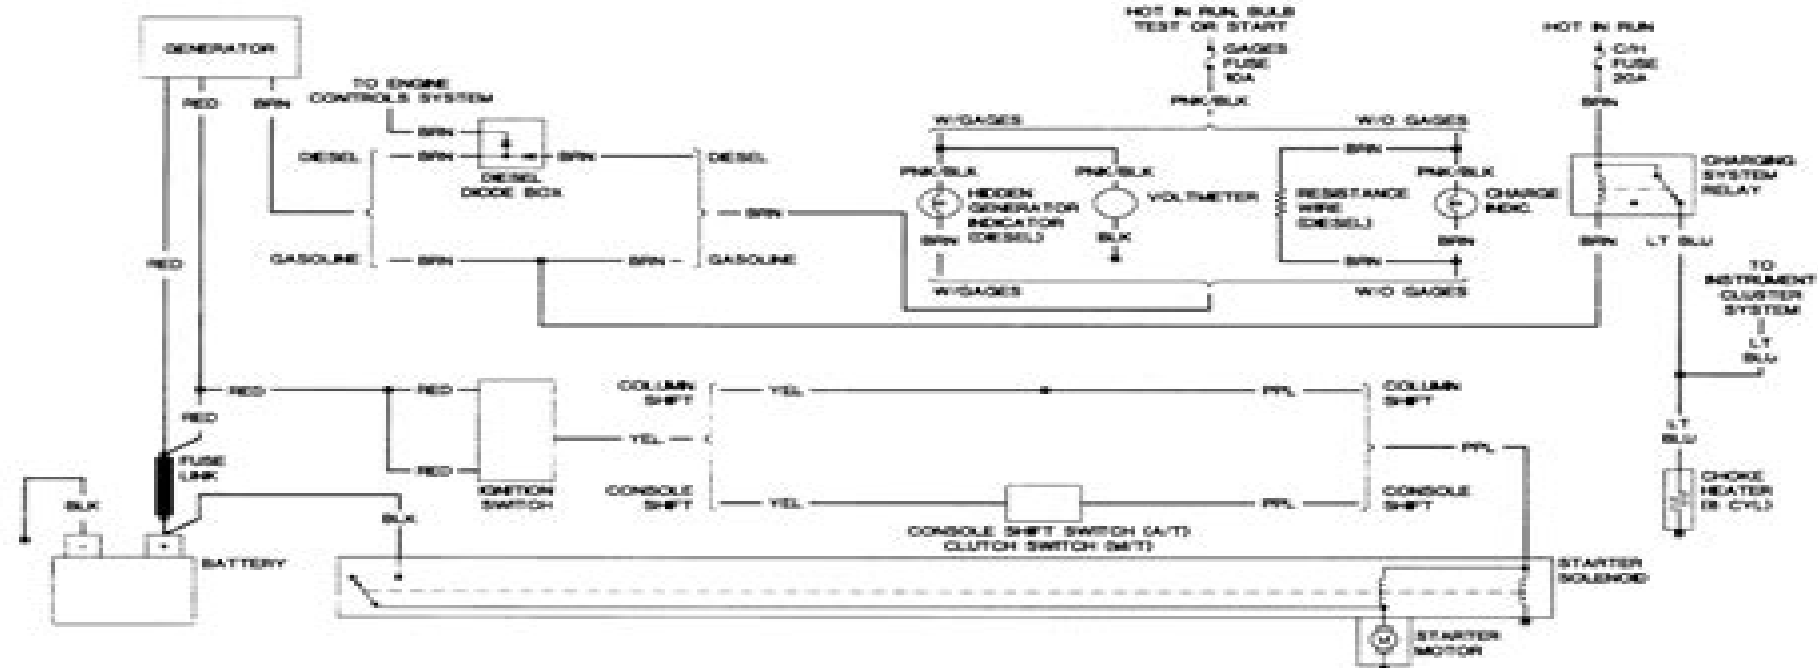 HOT IN RUN, BULB
TEST OR START
GAGES
FUSE
10A
PNK/BLK
HOT IN RUN
C/H
FUSE
20A
BRN
GENERATOR
RED
BRN
TO ENGINE
CONTROLS SYSTEM
BRN
DIESEL
BRN
BRN
DIESEL
DIESEL
DIODE BOX
BRN
GASOLINE
BRN
BRN
GASOLINE
W/GAGES
W/O GAGES
BRN
PNK/BLK
PNK/BLK
PNK/BLK
HIDDEN
GENERATOR
INDICATOR
(DIESEL)
VOLTMETER
RESISTANCE
WIRE
(DIESEL)
CHARGE
INDIC.
BRN
BLK
BRN
BRN
W/GAGES
W/O GAGES
CHARGING
SYSTEM
RELAY
BRN
LT BLU
TO
INSTRUMENT
CLUSTER
SYSTEM
LT
BLU
RED
RED
RED
RED
RED
IGNITION
SWITCH
YEL
COLUMN
SHIFT
YEL
PPL
COLUMN
SHIFT
PPL
CONSOLE
SHIFT
YEL
PPL
CONSOLE
SHIFT
CONSOLE SHIFT SWITCH (A/T)
CLUTCH SWITCH (M/T)
LT
BLU
CHOKE
HEATER
(8 CYL)
FUSE
LINK
BLK
BLK
-
+
BATTERY
STARTER
SOLENOID
M
STARTER
MOTOR